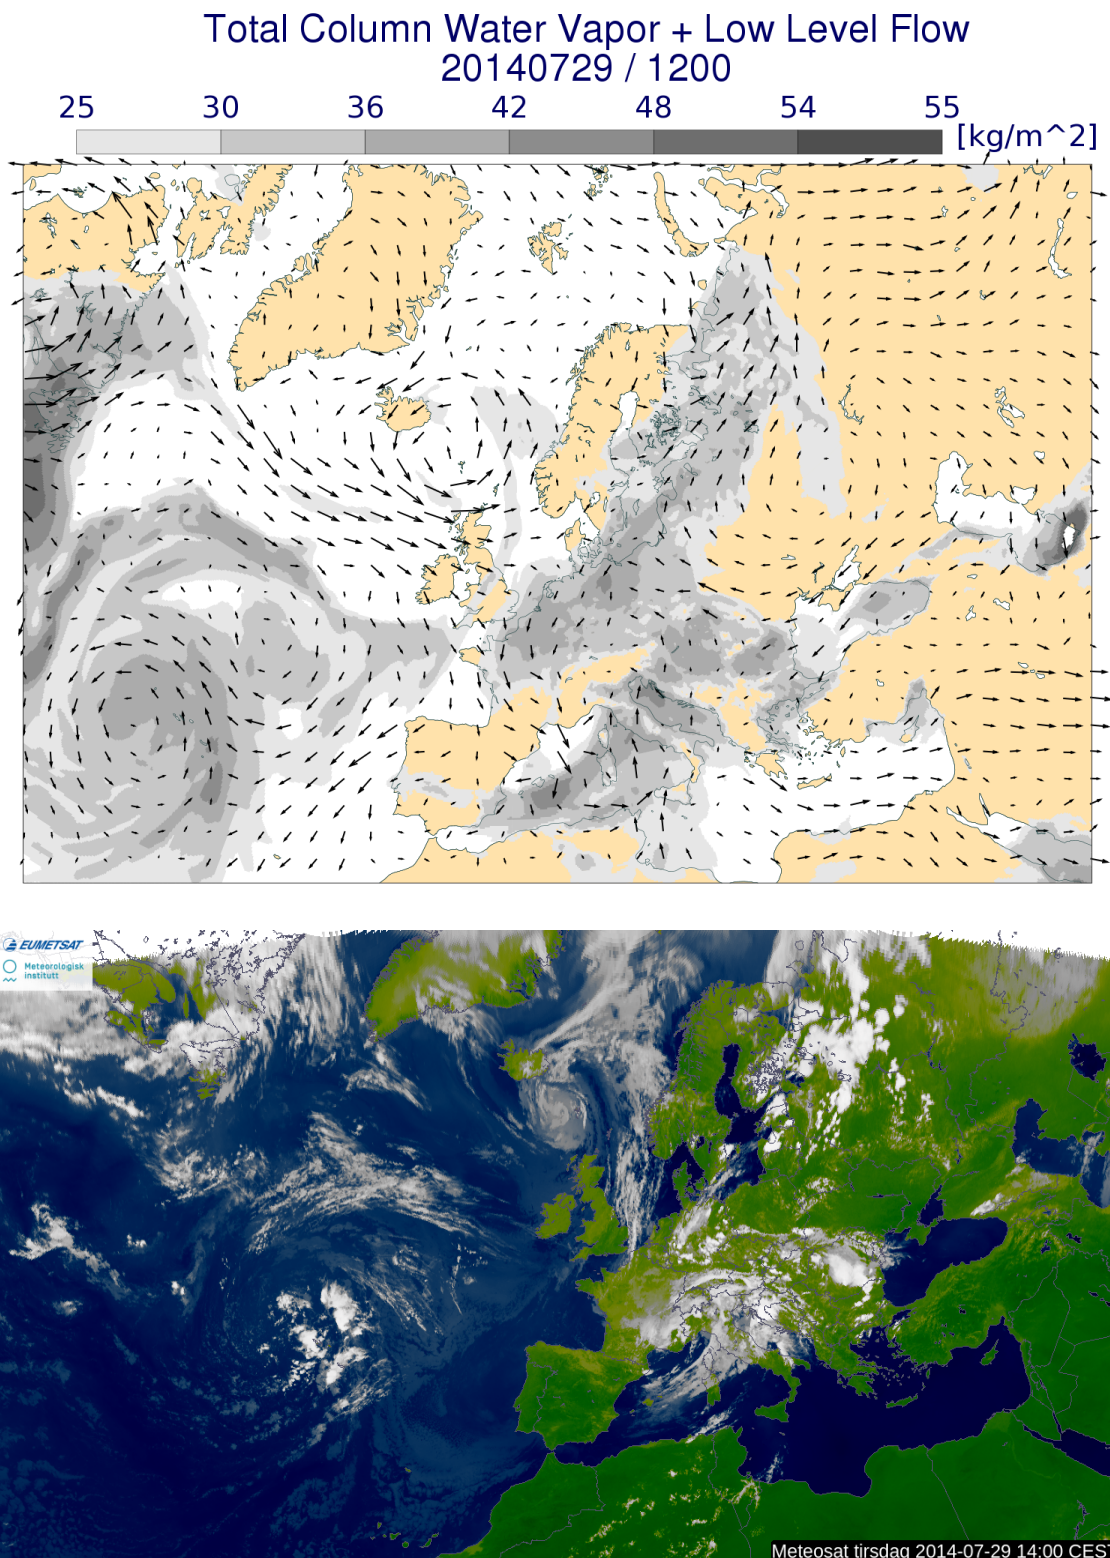 Total Column Water Vapor + Low Level Flow
20140729 / 1200
25 30 36 42 48 54 55
[kg/m^2]
EUMETSAT
Meteorologisk
institutt
Meteosat tirsdag 2014-07-29 14:00 CEST